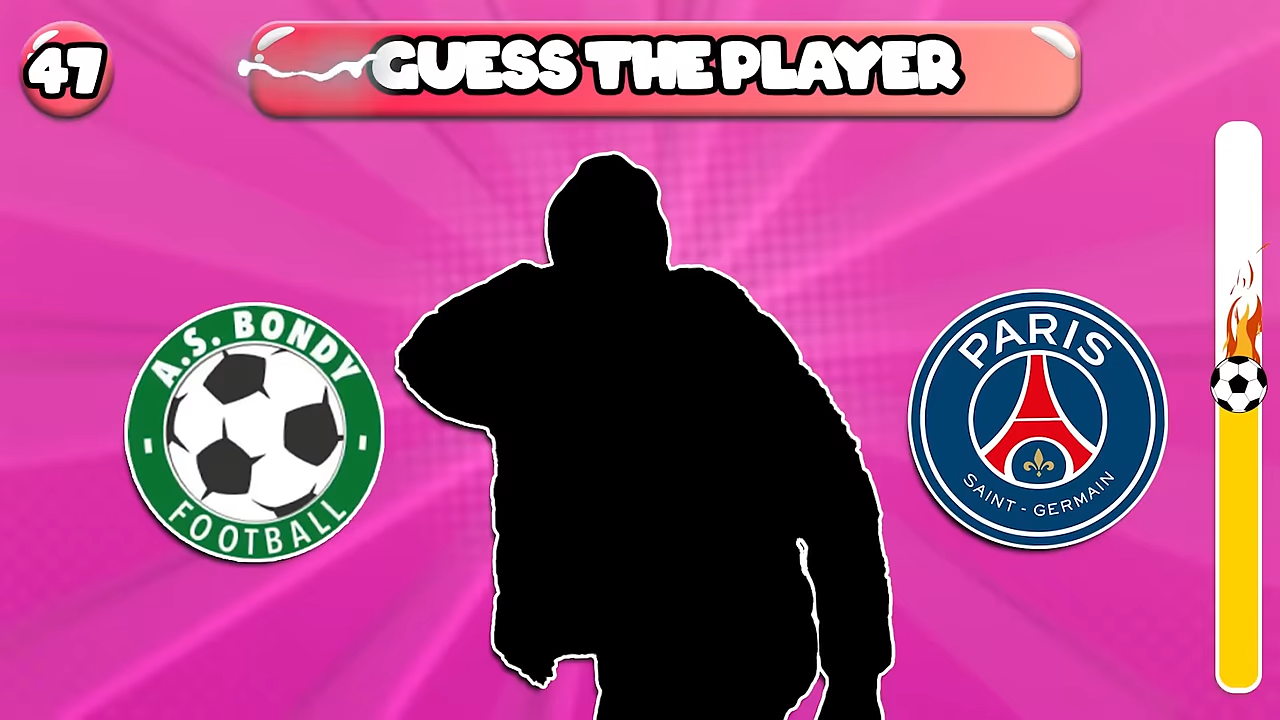 47
GUESS THE PLAYER
A.S. BONDY
FOOTBALL
PARIS
SAINT - GERMAIN